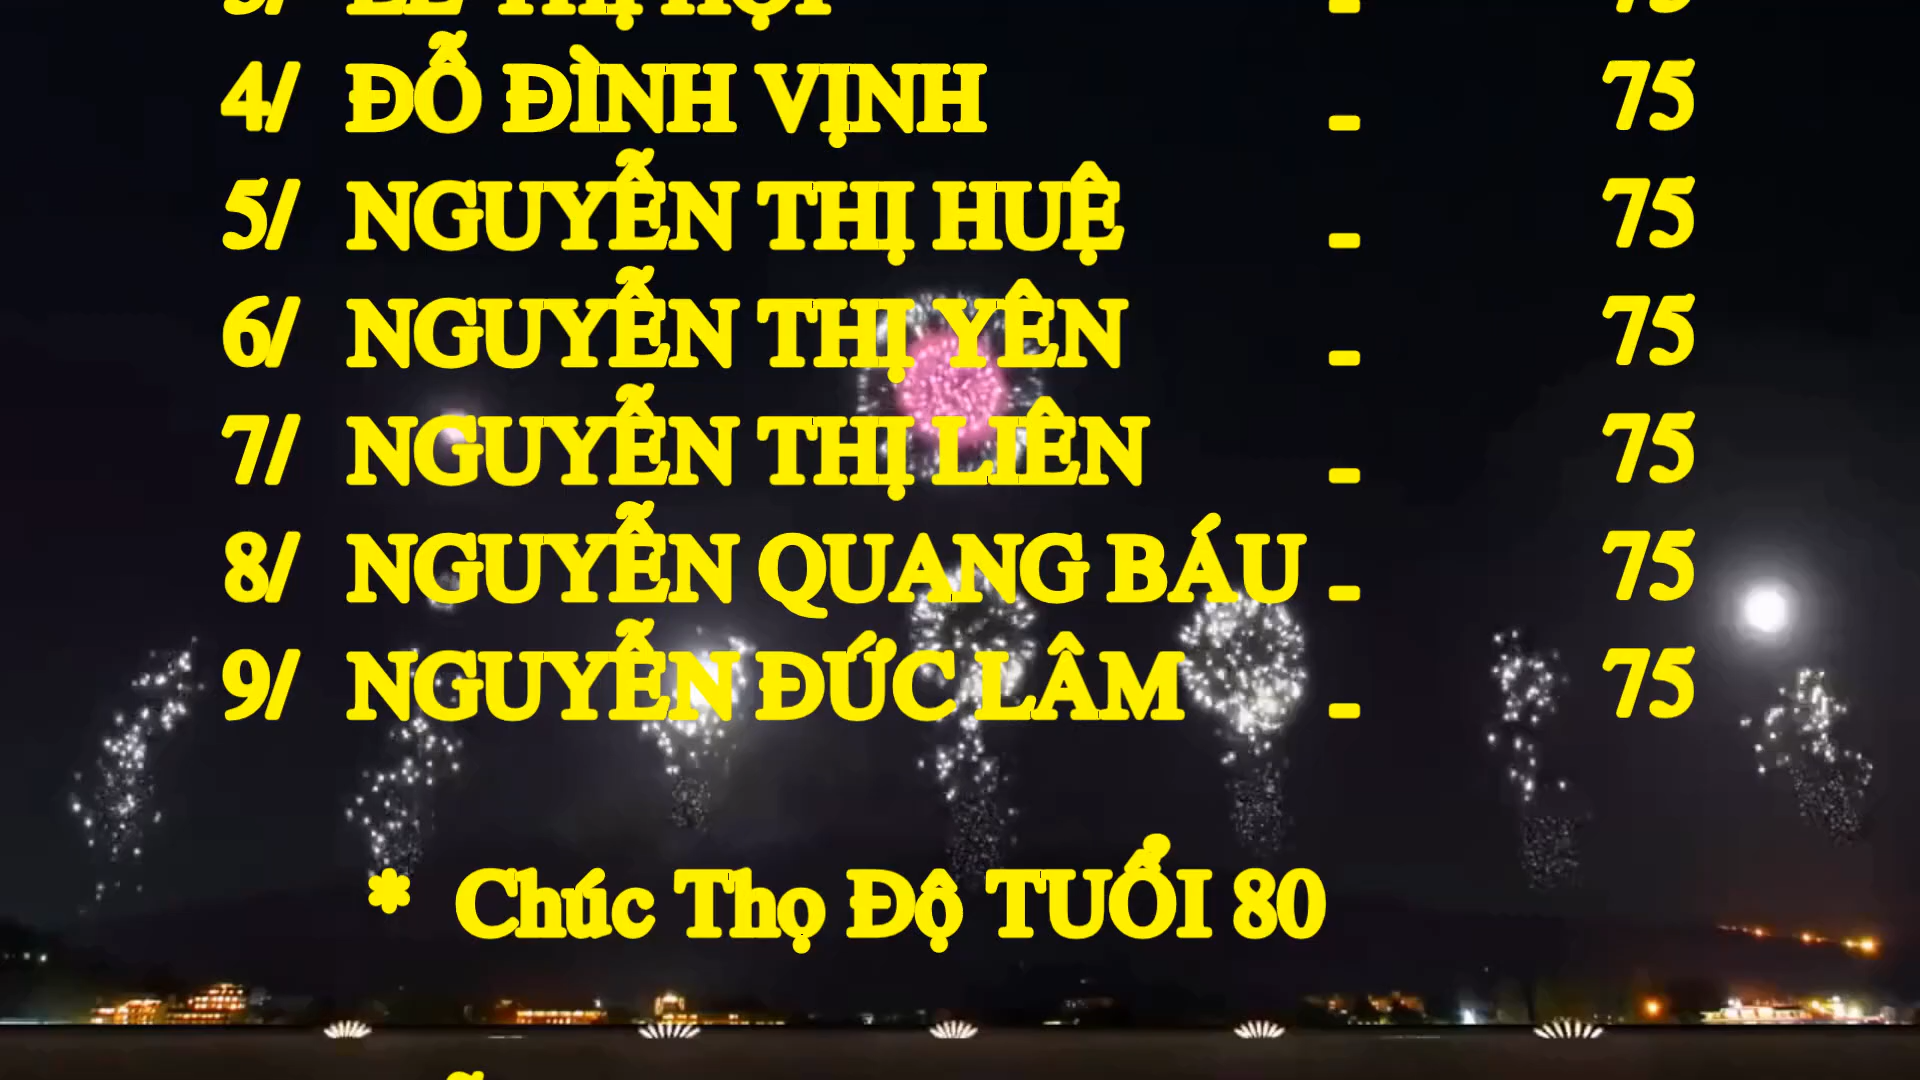 4/ ĐỖ ĐÌNH VỊNH - 75
5/ NGUYỄN THỊ HUỆ - 75
6/ NGUYỄN THỊ YÊN - 75
7/ NGUYỄN THỊ LIÊN - 75
8/ NGUYỄN QUANG BÁU - 75
9/ NGUYỄN ĐỨC LÂM - 75
* Chúc Thọ Độ TUỔI 80